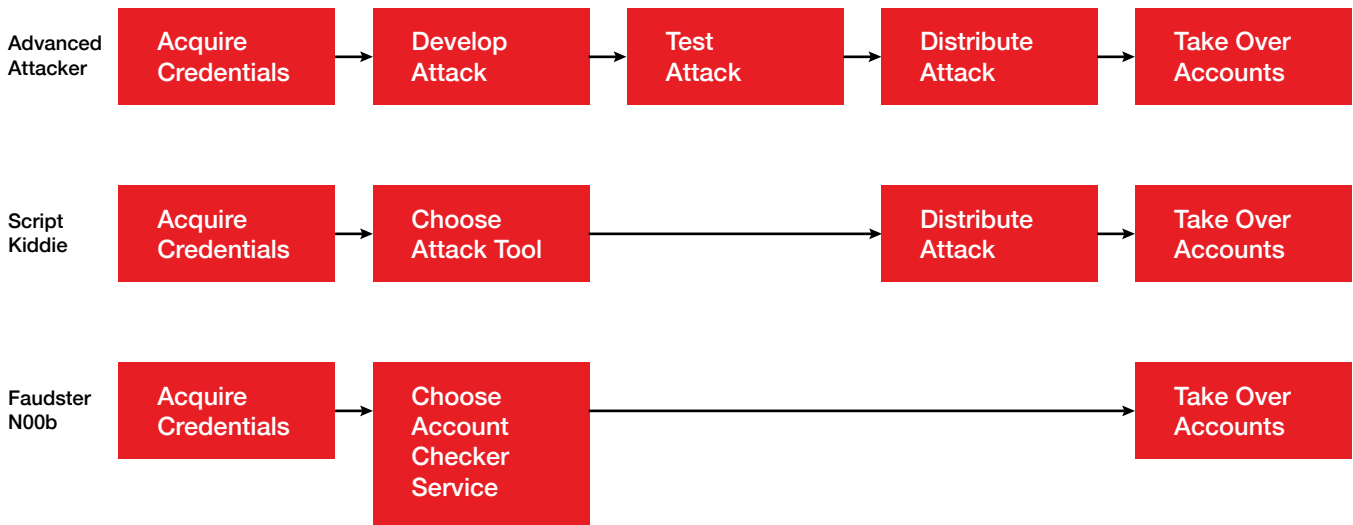 Advanced
Attacker
Acquire
Credentials
Develop
Attack
Test
Attack
Distribute
Attack
Take Over
Accounts
Script
Kiddie
Acquire
Credentials
Choose
Attack Tool
Distribute
Attack
Take Over
Accounts
Faudster
N00b
Acquire
Credentials
Choose
Account
Checker
Service
Take Over
Accounts